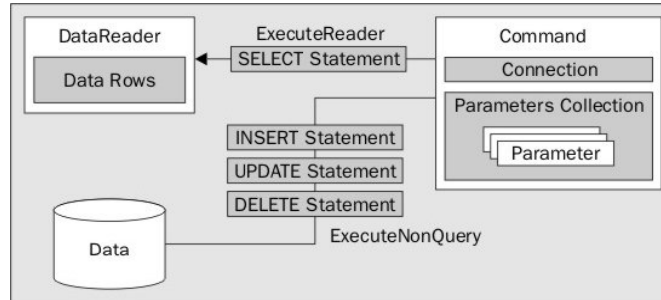 DataReader
Data Rows
ExecuteReader
SELECT Statement
Command
Connection
Parameters Collection
Parameter
INSERT Statement
UPDATE Statement
DELETE Statement
ExecuteNonQuery
Data